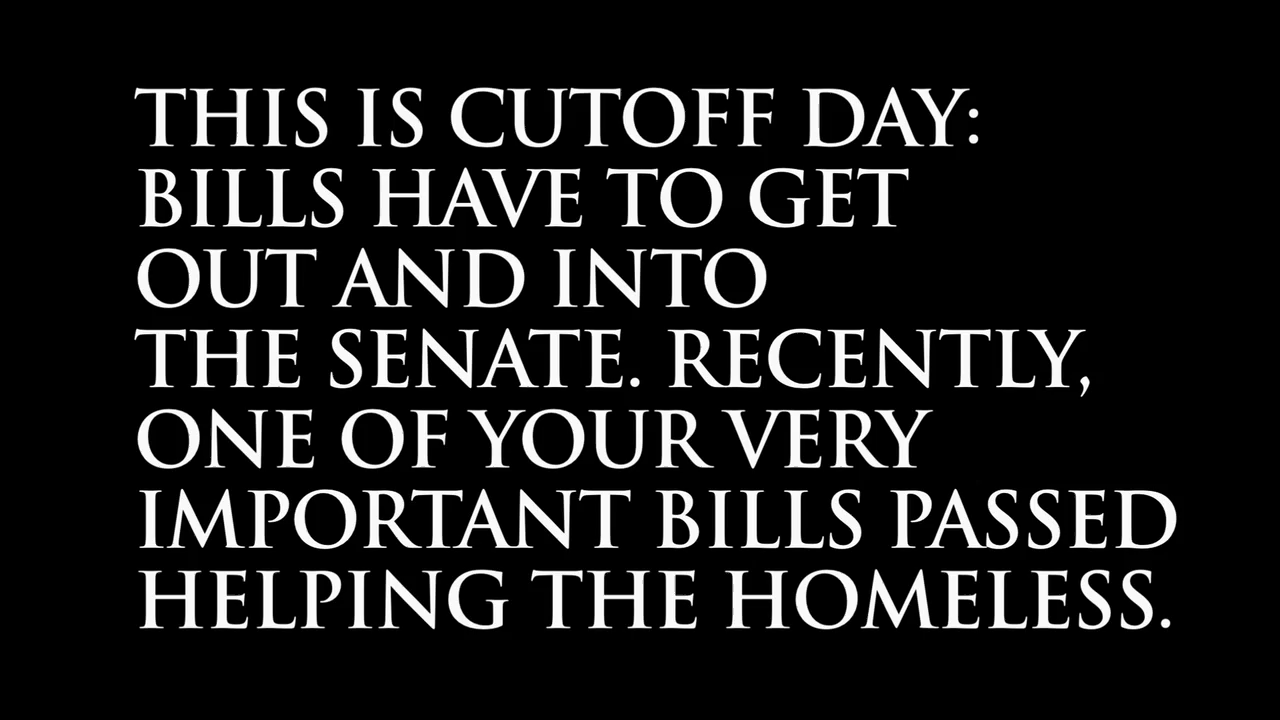 THIS IS CUTOFF DAY:
BILLS HAVE TO GET
OUT AND INTO
THE SENATE. RECENTLY,
ONE OF YOUR VERY
IMPORTANT BILLS PASSED
HELPING THE HOMELESS.